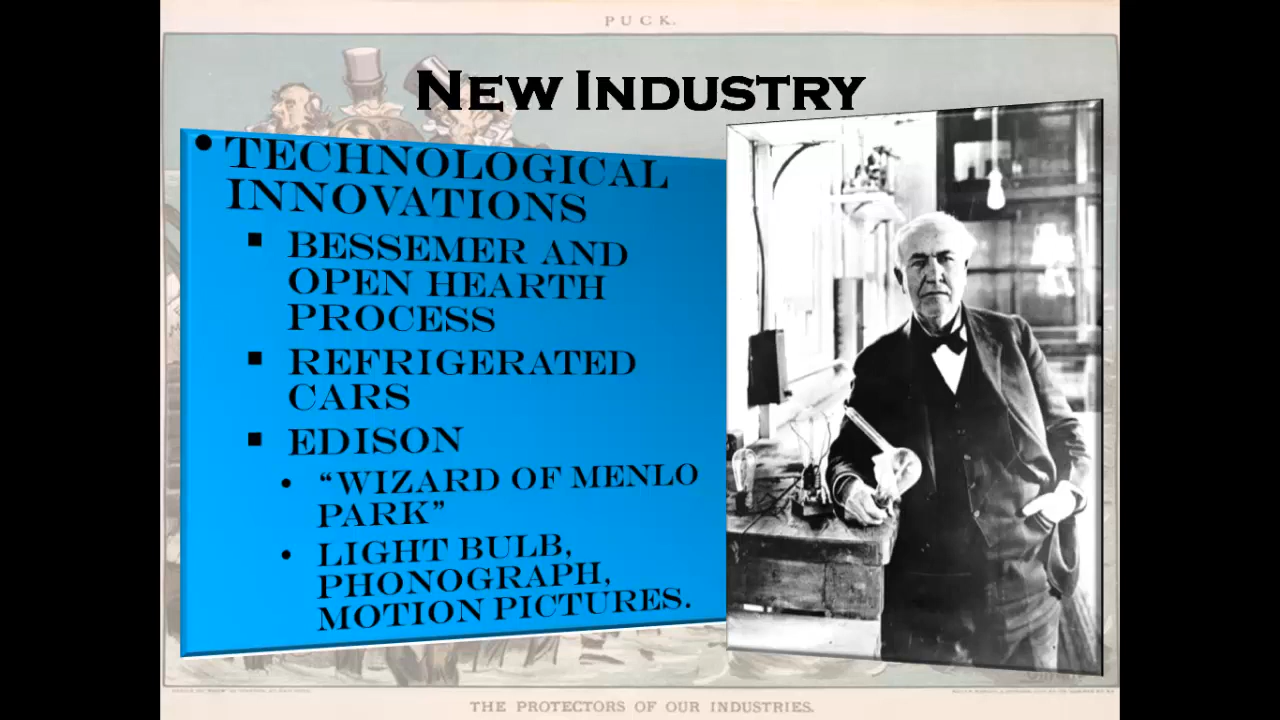 PUCK.
NEW INDUSTRY
• TECHNOLOGICAL
INNOVATIONS
▪ BESSEMER AND
OPEN HEARTH
PROCESS
▪ REFRIGERATED
CARS
▪ EDISON
• “WIZARD OF MENLO
PARK”
• LIGHT BULB,
PHONOGRAPH,
MOTION PICTURES.
THE PROTECTORS OF OUR INDUSTRIES.